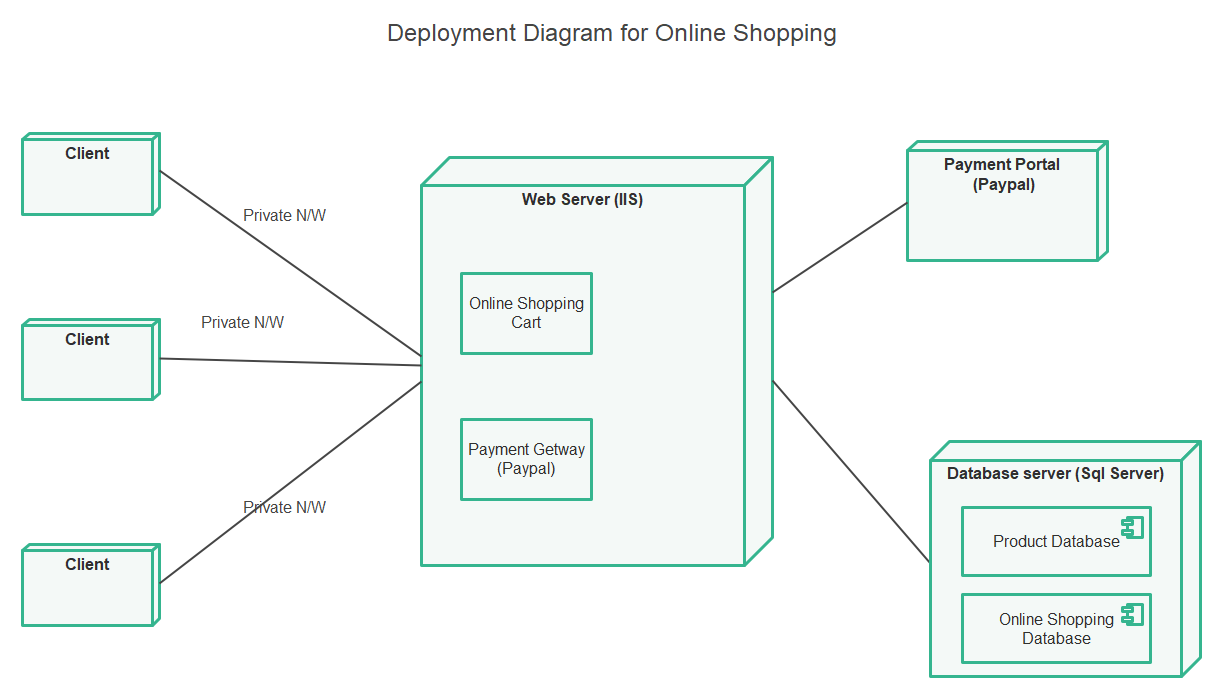 Deployment Diagram for Online Shopping
Client
Private N/W
Client
Private N/W
Client
Private N/W
Web Server (IIS)
Online Shopping
Cart
Payment Getway
(Paypal)
Payment Portal
(Paypal)
Database server (Sql Server)
Product Database
Online Shopping
Database